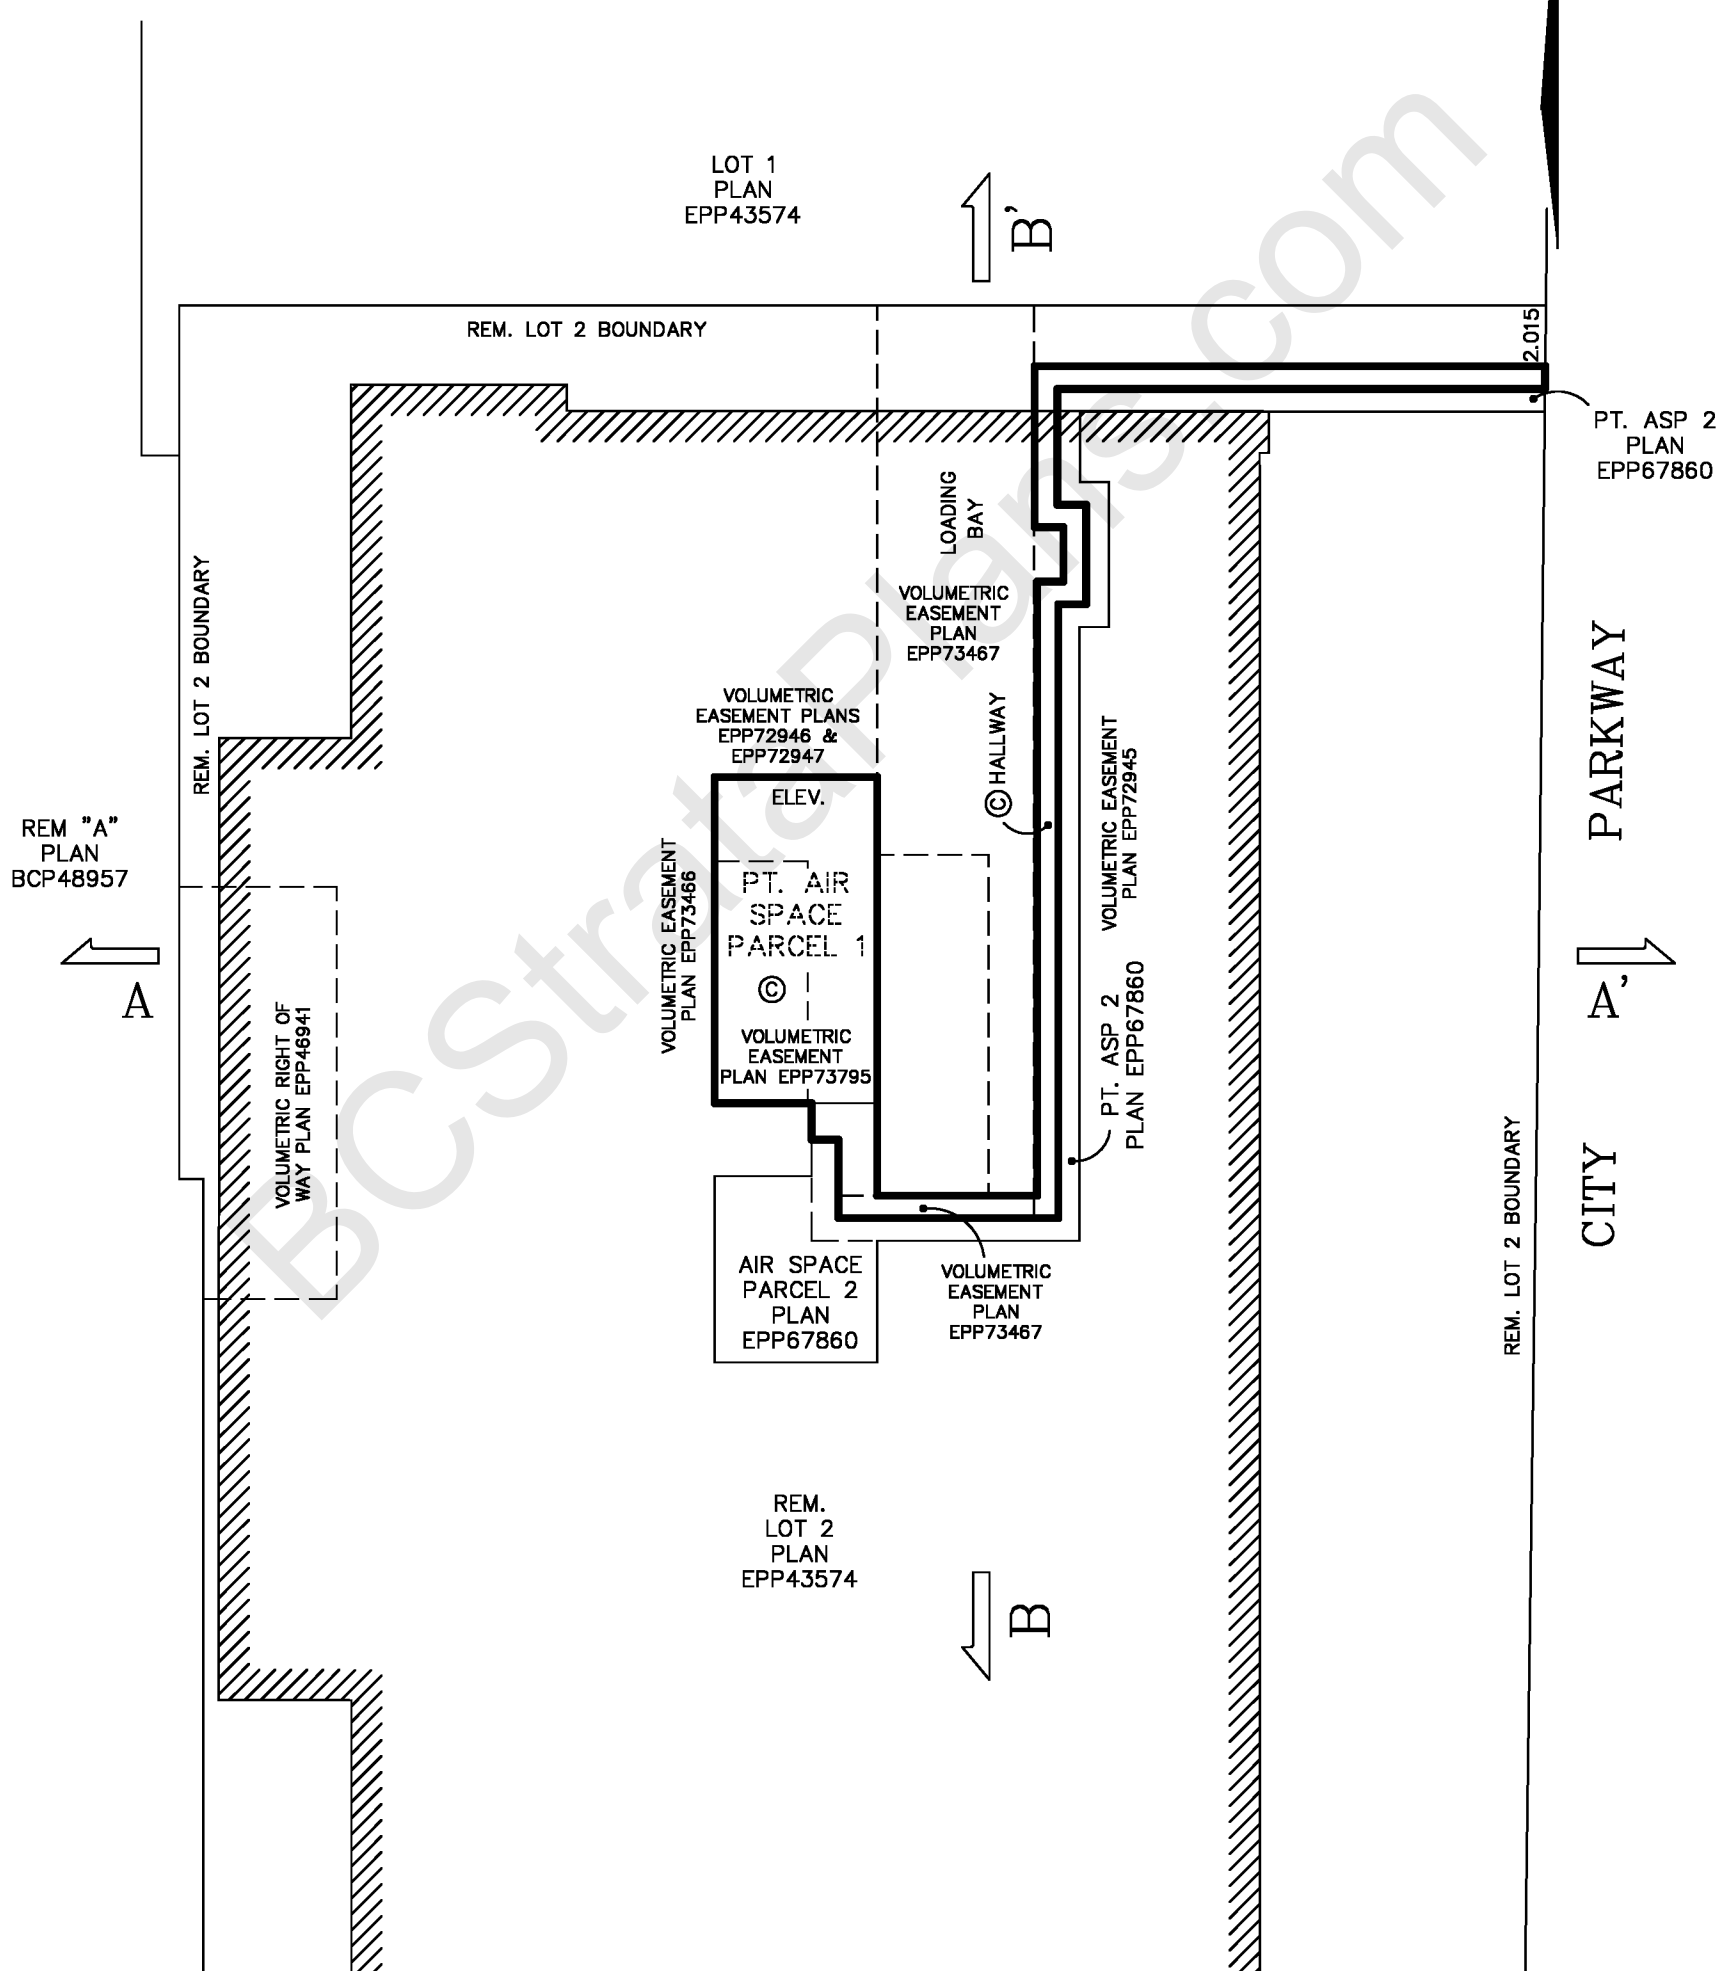 LOT 1
PLAN
EPP43574
B'
REM. LOT 2 BOUNDARY
2.015
PT. ASP 2
PLAN
EPP67860
LOADING
BAY
REM. LOT 2 BOUNDARY
VOLUMETRIC
EASEMENT
PLAN
EPP73467
VOLUMETRIC
EASEMENT PLANS
EPP72946 &
EPP72947
© HALLWAY
VOLUMETRIC EASEMENT
PLAN EPP72945
CITY PARKWAY
ELEV.
REM "A"
PLAN
BCP48957
VOLUMETRIC EASEMENT
PLAN EPP73466
PT. AIR
SPACE
PARCEL 1
©
VOLUMETRIC
EASEMENT
PLAN EPP73795
A
A'
VOLUMETRIC RIGHT OF
WAY PLAN EPP46941
PT. ASP 2
PLAN EPP67860
REM. LOT 2 BOUNDARY
AIR SPACE
PARCEL 2
PLAN
EPP67860
VOLUMETRIC
EASEMENT
PLAN
EPP73467
REM.
LOT 2
PLAN
EPP43574
B
BCStrataPlans.com